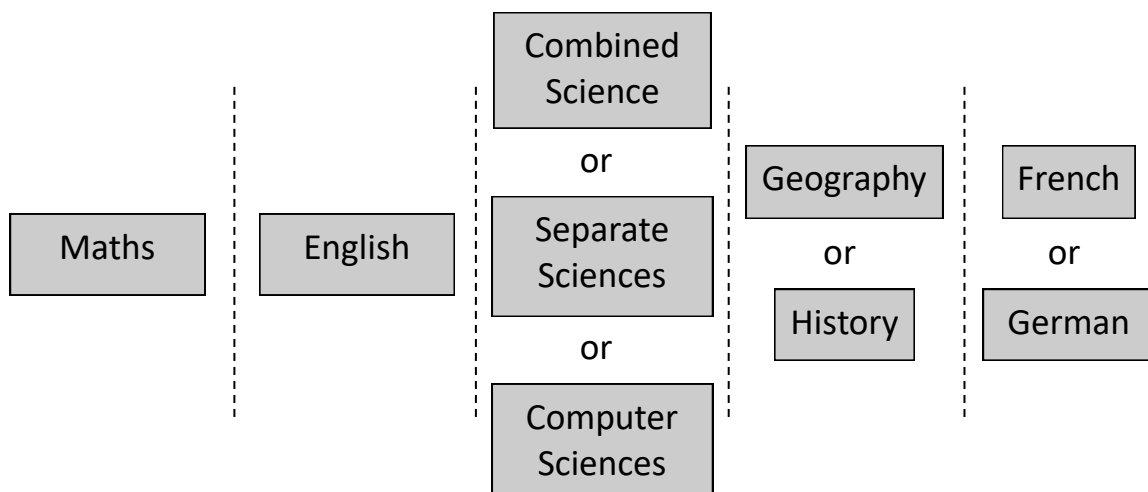 Maths
English
Combined
Science
or
Separate
Sciences
or
Computer
Sciences
Geography
or
History
French
or
German